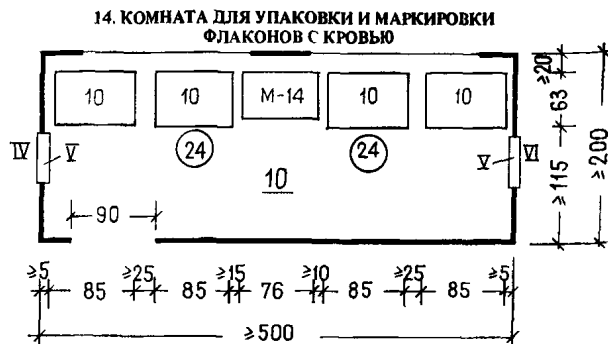 14. КОМНАТА ДЛЯ УПАКОВКИ И МАРКИРОВКИ
ФЛАКОНОВ С КРОВЬЮ
10 10 М-14 10 10
24 24
IV V V VI
10
90
≥20
63
≥115
≥200
≥5 ≥25 ≥15 ≥10 ≥25 ≥5
85 85 76 85 85
≥500